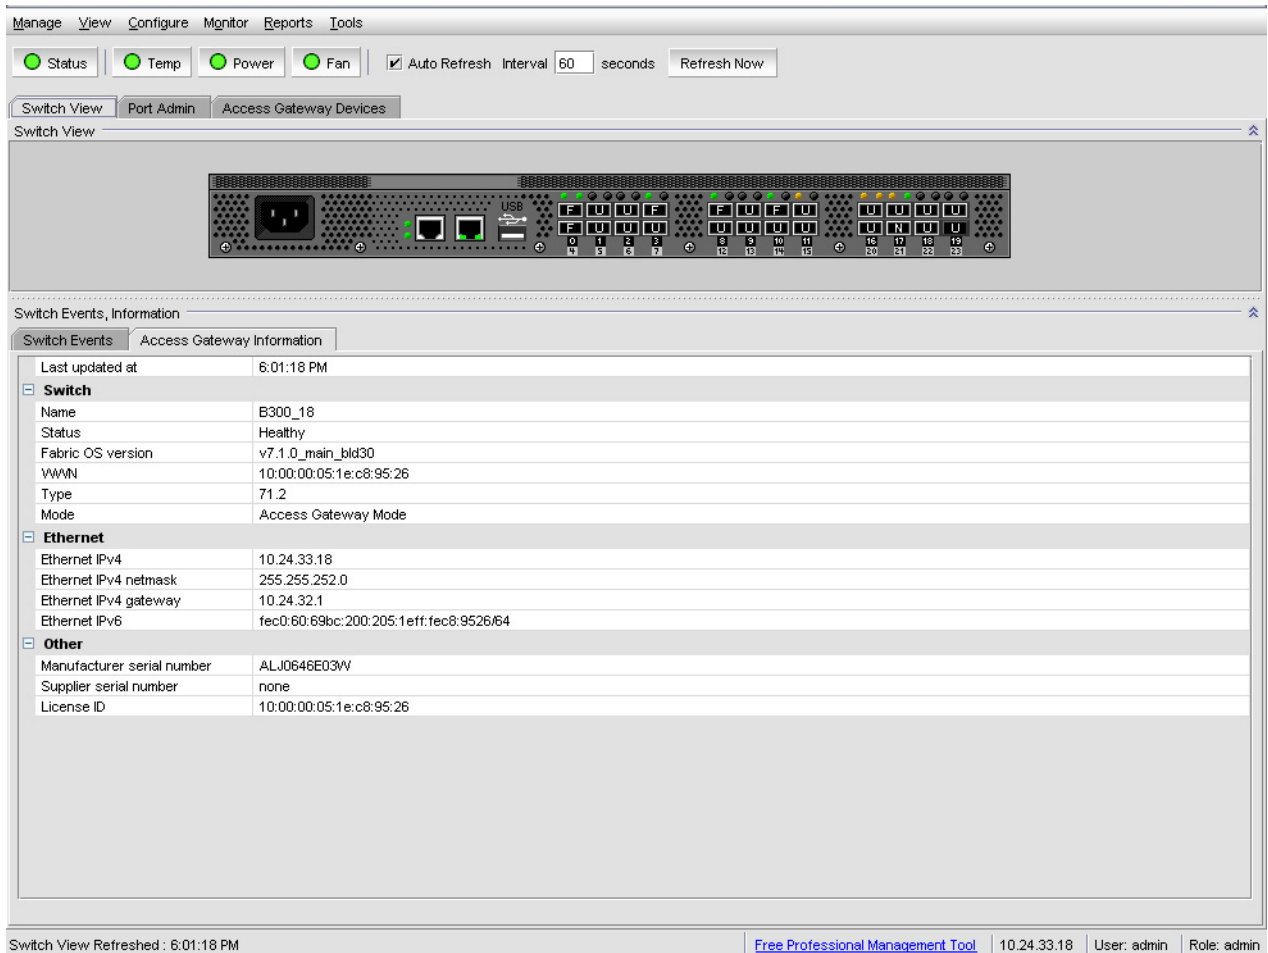 Manage View Configure Monitor Reports Tools
Status Temp Power Fan Auto Refresh Interval 60 seconds Refresh Now
Switch View Port Admin Access Gateway Devices
Switch View
USB
F U U F F U F U U U U U
F U U U U U U U U N U U
0 1 2 3 8 9 10 11 16 17 18 19
4 5 6 7 12 13 14 15 20 21 22 23
Switch Events, Information
Switch Events Access Gateway Information
Last updated at 6:01:18 PM
Switch
Name B300_18
Status Healthy
Fabric OS version v7.1.0_main_bld30
WWN 10:00:00:05:1e:c8:95:26
Type 71.2
Mode Access Gateway Mode
Ethernet
Ethernet IPv4 10.24.33.18
Ethernet IPv4 netmask 255.255.252.0
Ethernet IPv4 gateway 10.24.32.1
Ethernet IPv6 fec0:60:69bc:200:205:1eff:fec8:9526/64
Other
Manufacturer serial number ALJ0646E03W
Supplier serial number none
License ID 10:00:00:05:1e:c8:95:26
Switch View Refreshed : 6:01:18 PM Free Professional Management Tool 10.24.33.18 User: admin Role: admin